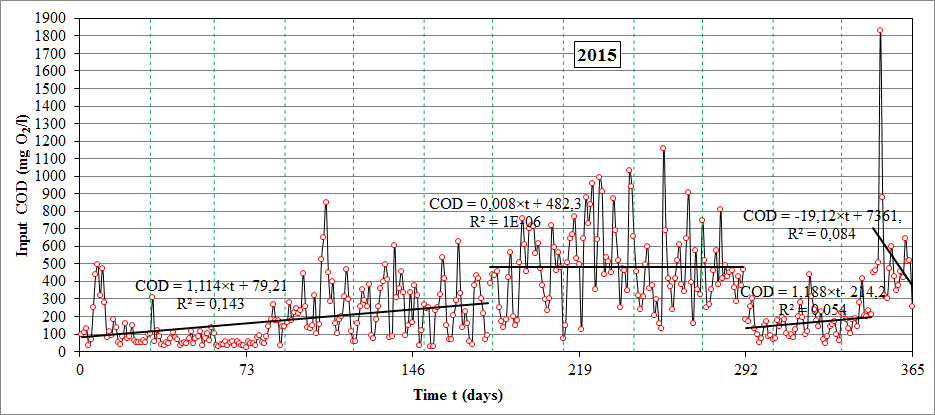 1900
1800
1700
1600
1500
1400
1300
1200
1100
1000
900
800
700
600
500
400
300
200
100
0
Input COD (mg O₂/l)
2015
COD = 1,114×t + 79,21
R² = 0,143
COD = 0,008×t + 482,3
R² = 1E-06
COD = -19,12×t + 7361,
R² = 0,084
COD = 1,188×t - 214,2
R² = 0,054
0 73 146 219 292 365
Time t (days)